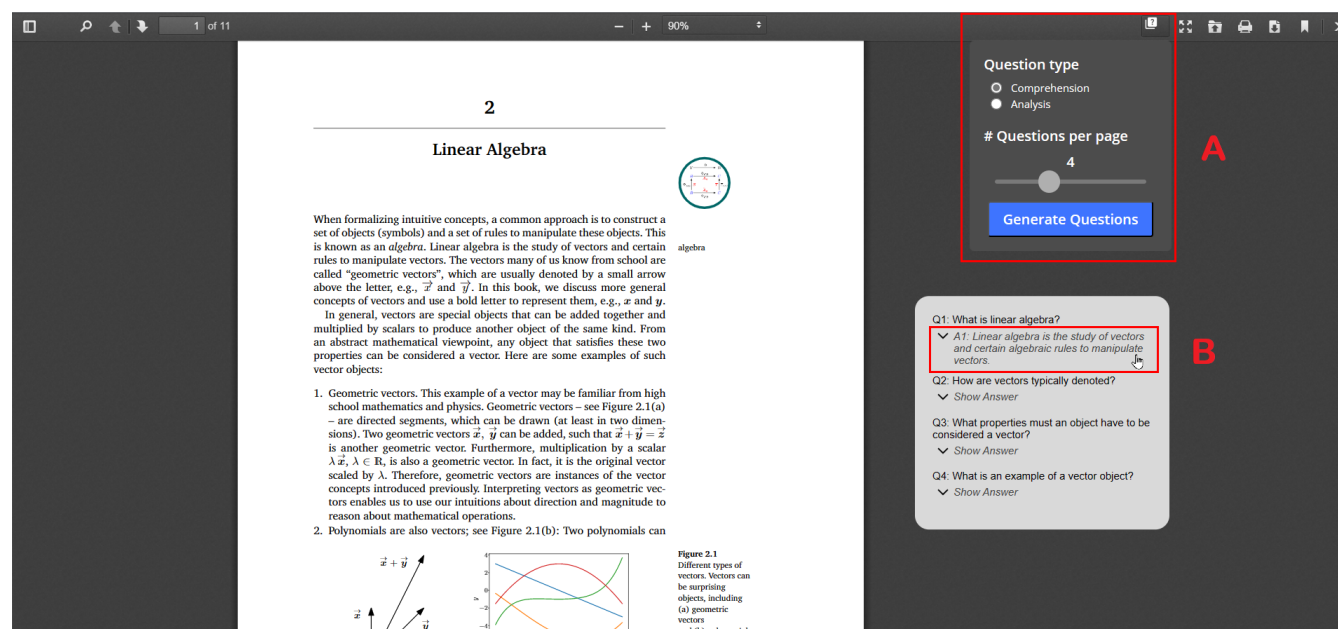 1 of 11
90%
Question type
Comprehension
Analysis
# Questions per page
4
Generate Questions
A
2
Linear Algebra
When formalizing intuitive concepts, a common approach is to construct a
set of objects (symbols) and a set of rules to manipulate these objects. This
is known as an algebra. Linear algebra is the study of vectors and certain
algebra
rules to manipulate vectors. The vectors many of us know from school are
called “geometric vectors”, which are usually denoted by a small arrow
above the letter, e.g., x⃗ and y⃗. In this book, we discuss more general
concepts of vectors and use a bold letter to represent them, e.g., x and y.
In general, vectors are special objects that can be added together and
multiplied by scalars to produce another object of the same kind. From
an abstract mathematical viewpoint, any object that satisfies these two
properties can be considered a vector. Here are some examples of such
vector objects:
1. Geometric vectors. This example of a vector may be familiar from high
school mathematics and physics. Geometric vectors – see Figure 2.1(a)
– are directed segments, which can be drawn (at least in two dimen-
sions). Two geometric vectors x⃗, y⃗ can be added, such that x⃗ + y⃗ = z⃗
is another geometric vector. Furthermore, multiplication by a scalar
λx⃗, λ ∈ ℝ, is also a geometric vector. In fact, it is the original vector
scaled by λ. Therefore, geometric vectors are instances of the vector
concepts introduced previously. Interpreting vectors as geometric vec-
tors enables us to use our intuitions about direction and magnitude to
reason about mathematical operations.
2. Polynomials are also vectors; see Figure 2.1(b): Two polynomials can
x⃗ + y⃗
x⃗
y⃗
4
2
0
−2
−4
y
Figure 2.1
Different types of
vectors. Vectors can
be surprising
objects, including
(a) geometric
vectors
Q1: What is linear algebra?
A1: Linear algebra is the study of vectors
and certain algebraic rules to manipulate
vectors.
B
Q2: How are vectors typically denoted?
Show Answer
Q3: What properties must an object have to be
considered a vector?
Show Answer
Q4: What is an example of a vector object?
Show Answer